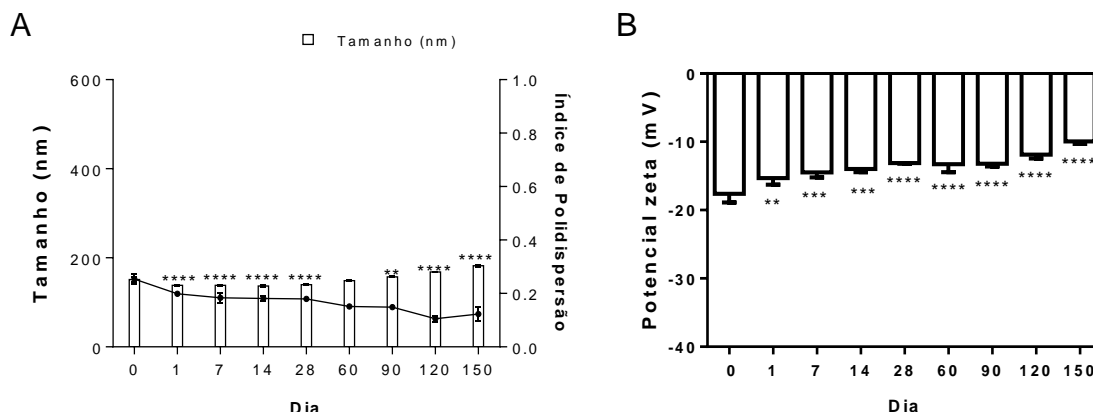 A
Tamanho (nm)
600
400
200
0
Tamanho (nm)
1.0
0.8
0.6
0.4
0.2
0.0
Índice de Polidispersão
**** **** **** **** ** **** ****
0 1 7 14 28 60 90 120 150
Dia
B
0
-10
-20
-30
-40
Potencial zeta (mV)
** *** *** **** **** **** **** ****
0 1 7 14 28 60 90 120 150
Dia